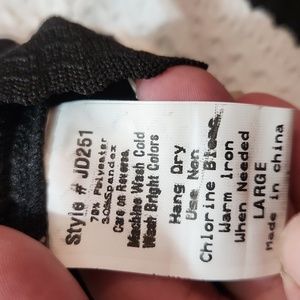 Style # JD251
70% Polyester
30% Spandex
Care on Reverse
Machine Wash Cold
Wash Bright Colors
Hang Dry
Use Non
Chlorine
Warm Iron
When Needed
LARGE
Made in china